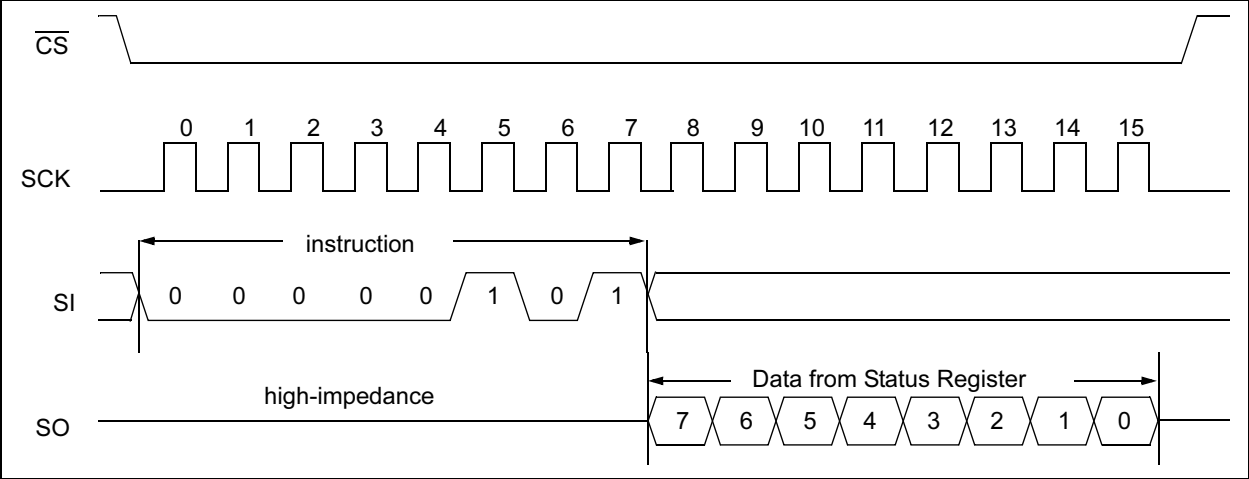 CS
0 1 2 3 4 5 6 7 8 9 10 11 12 13 14 15
SCK
instruction
SI 0 0 0 0 0 1 0 1
Data from Status Register
high-impedance
SO 7 6 5 4 3 2 1 0